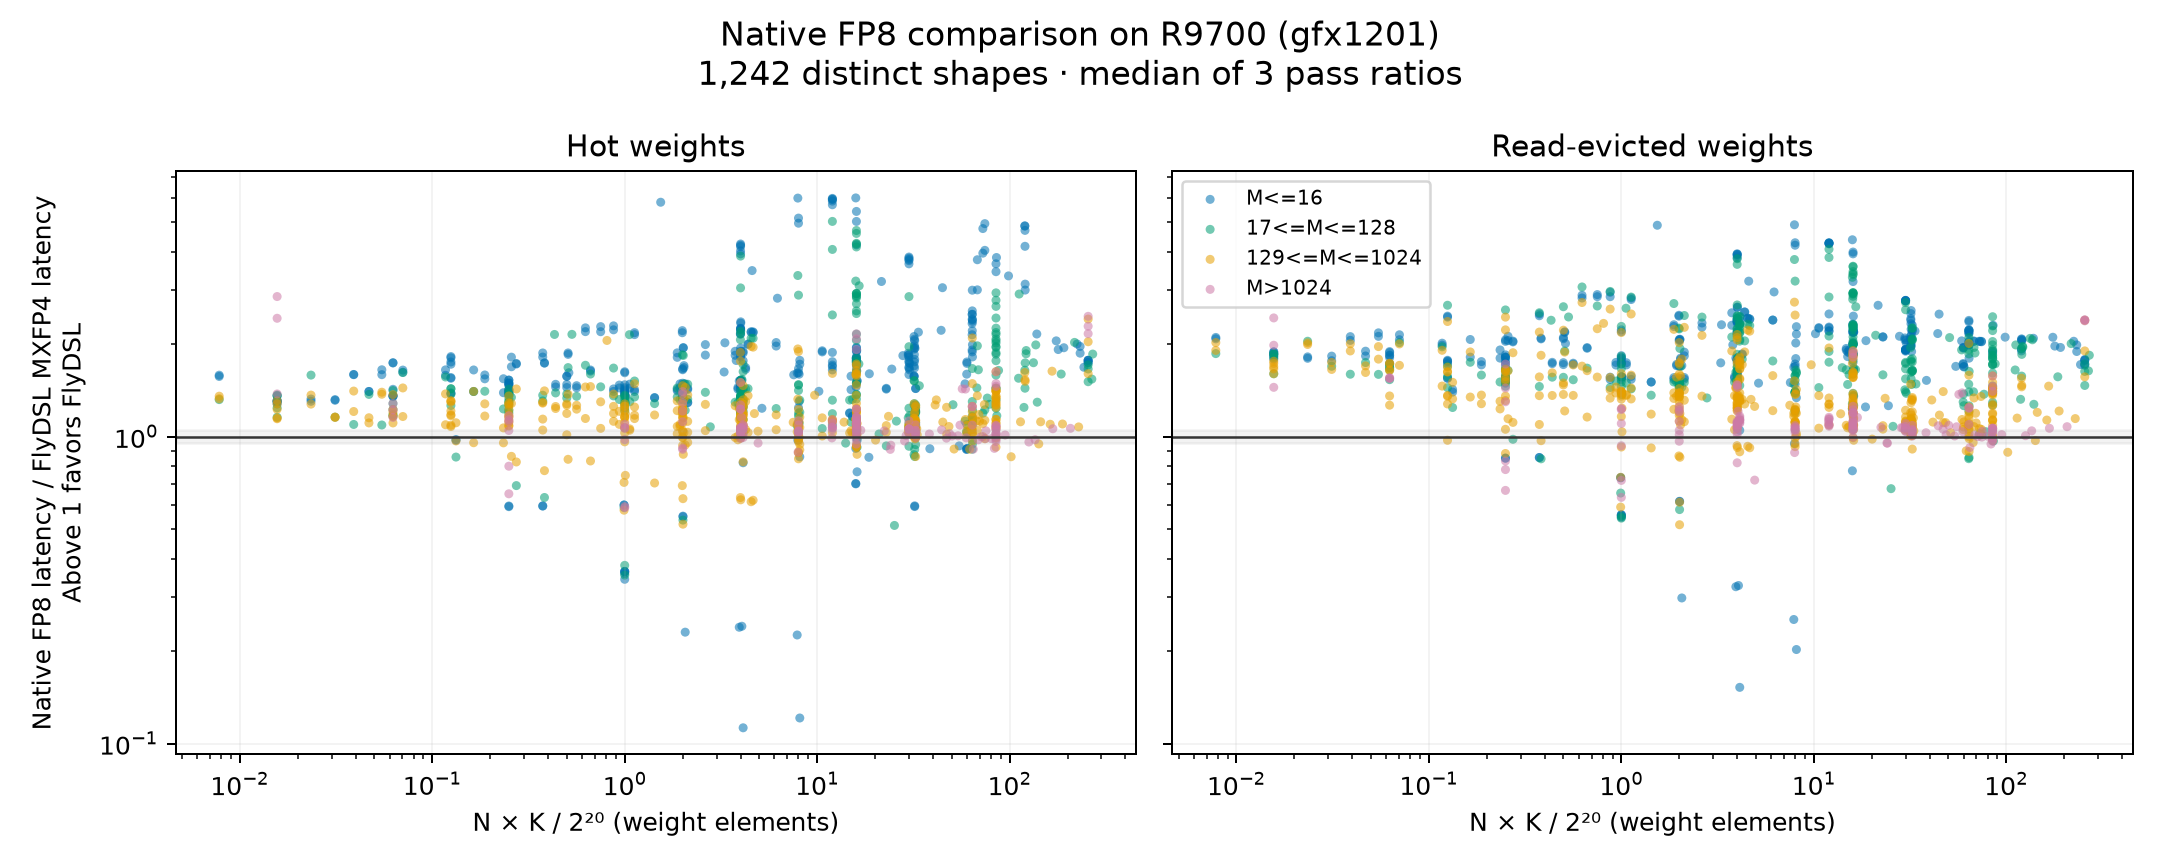 Native FP8 comparison on R9700 (gfx1201)
1,242 distinct shapes · median of 3 pass ratios
Hot weights
Read-evicted weights
Native FP8 latency / FlyDSL MXFP4 latency
Above 1 favors FlyDSL
10⁰
10⁻¹
M<=16
17<=M<=128
129<=M<=1024
M>1024
10⁻²
10⁻¹
10⁰
10¹
10²
10⁻²
10⁻¹
10⁰
10¹
10²
N × K / 2²⁰ (weight elements)
N × K / 2²⁰ (weight elements)